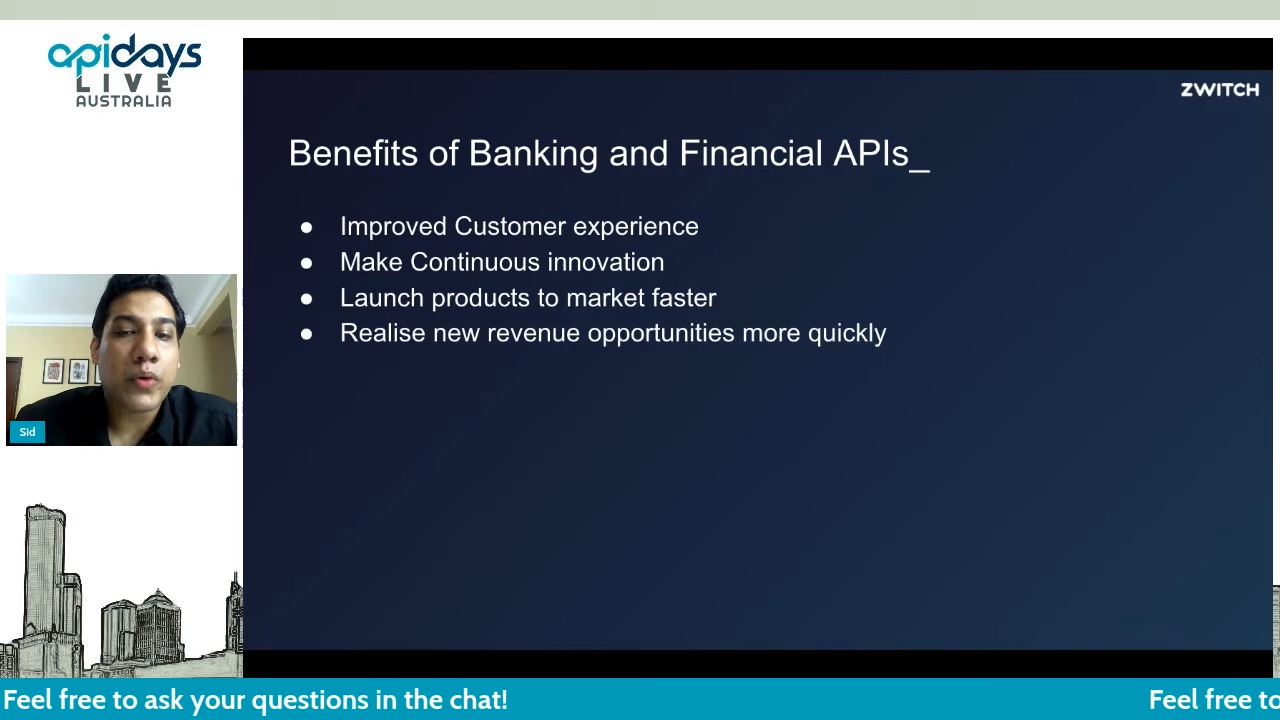 apidays
LIVE
AUSTRALIA
ZWITCH
Benefits of Banking and Financial APIs_
● Improved Customer experience
● Make Continuous innovation
● Launch products to market faster
● Realise new revenue opportunities more quickly
Sid
Feel free to ask your questions in the chat!
Feel free to